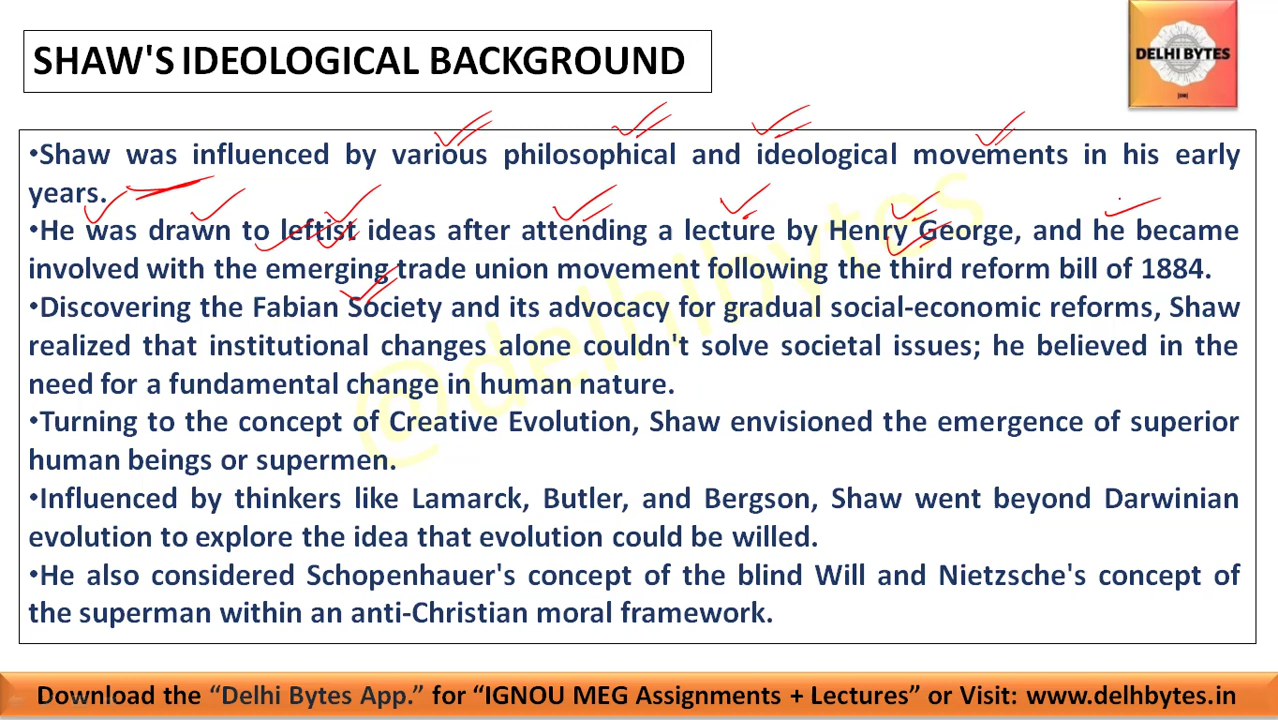 SHAW'S IDEOLOGICAL BACKGROUND
DELHI BYTES
•Shaw was influenced by various philosophical and ideological movements in his early
years.
•He was drawn to leftist ideas after attending a lecture by Henry George, and he became
involved with the emerging trade union movement following the third reform bill of 1884.
•Discovering the Fabian Society and its advocacy for gradual social-economic reforms, Shaw
realized that institutional changes alone couldn't solve societal issues; he believed in the
need for a fundamental change in human nature.
•Turning to the concept of Creative Evolution, Shaw envisioned the emergence of superior
human beings or supermen.
•Influenced by thinkers like Lamarck, Butler, and Bergson, Shaw went beyond Darwinian
evolution to explore the idea that evolution could be willed.
•He also considered Schopenhauer's concept of the blind Will and Nietzsche's concept of
the superman within an anti-Christian moral framework.
@delhibytes
Download the “Delhi Bytes App.” for “IGNOU MEG Assignments + Lectures” or Visit: www.delhbytes.in